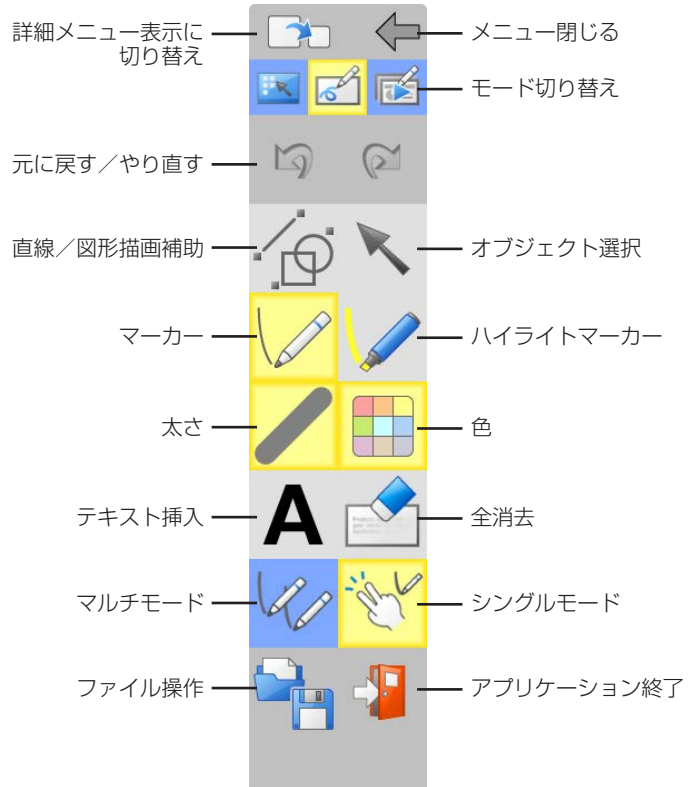 詳細メニュー表示に
切り替え
メニュー閉じる
モード切り替え
元に戻す／やり直す
直線／図形描画補助
オブジェクト選択
マーカー
ハイライトマーカー
太さ
色
テキスト挿入
A
全消去
マルチモード
シングルモード
ファイル操作
アプリケーション終了